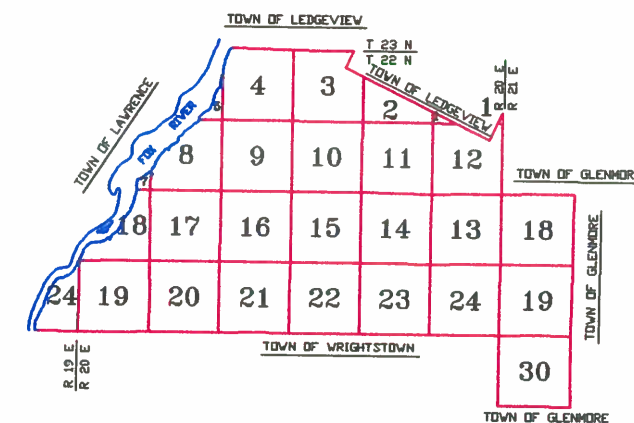 TOWN OF LEDGEVIEW
T 23 N
T 22 N
TOWN OF LEDGEVIEW
R 20 E
R 21 E
TOWN OF LAWRENCE
FOX RIVER
4 3 2 1
8 9 10 11 12
7
TOWN OF GLENMOR
18 17 16 15 14 13 18
24 19 20 21 22 23 24 19
TOWN OF GLENMORE
R 19 E
R 20 E
TOWN OF WRIGHTSTOWN
30
TOWN OF GLENMORE